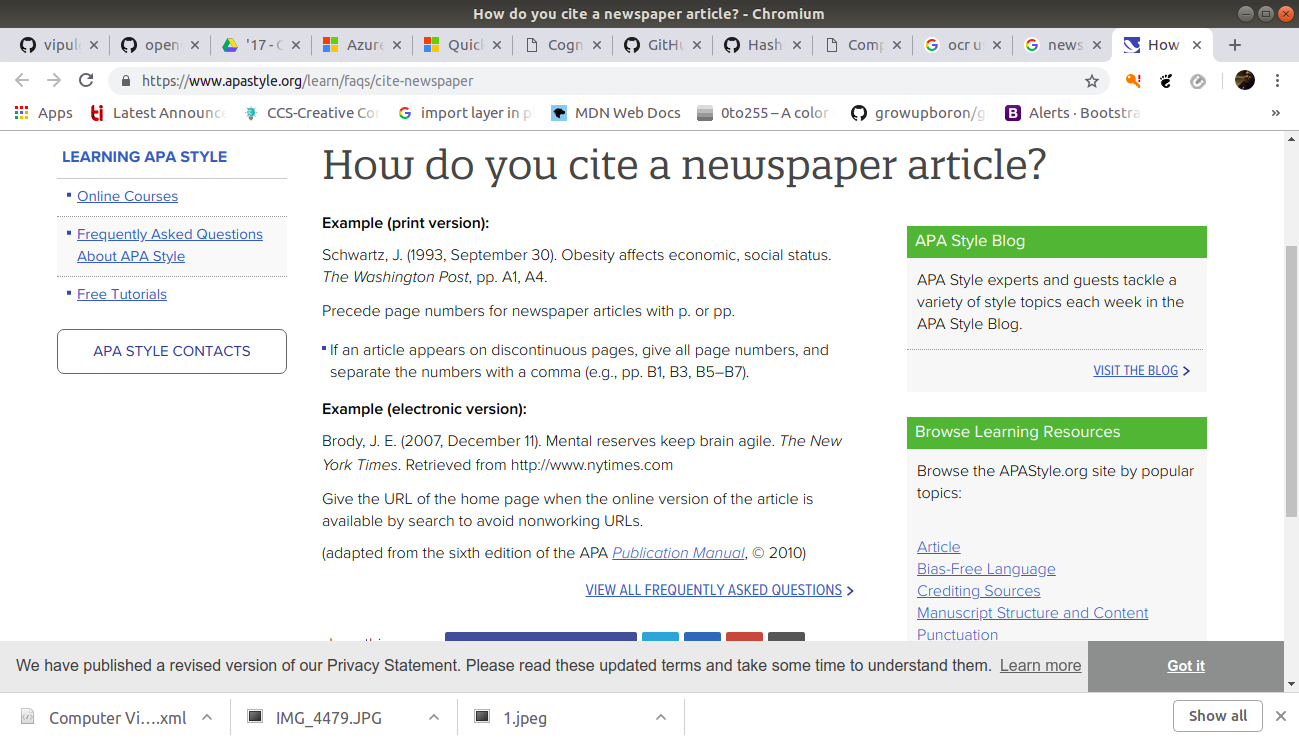 How do you cite a newspaper article? - Chromium
vipul open '17 - C Azure Quick Cogn GitHu Hash Comp ocr u news How
https://www.apastyle.org/learn/faqs/cite-newspaper
Apps Latest Announce CCS-Creative Co import layer in p MDN Web Docs 0to255 – A color growupboron/g Alerts · Bootstra »
LEARNING APA STYLE
Online Courses
Frequently Asked Questions
About APA Style
Free Tutorials
APA STYLE CONTACTS
How do you cite a newspaper article?
Example (print version):
Schwartz, J. (1993, September 30). Obesity affects economic, social status.
The Washington Post, pp. A1, A4.
Precede page numbers for newspaper articles with p. or pp.
If an article appears on discontinuous pages, give all page numbers, and
separate the numbers with a comma (e.g., pp. B1, B3, B5–B7).
Example (electronic version):
Brody, J. E. (2007, December 11). Mental reserves keep brain agile. The New
York Times. Retrieved from http://www.nytimes.com
Give the URL of the home page when the online version of the article is
available by search to avoid nonworking URLs.
(adapted from the sixth edition of the APA Publication Manual, © 2010)
VIEW ALL FREQUENTLY ASKED QUESTIONS
APA Style Blog
APA Style experts and guests tackle a
variety of style topics each week in the
APA Style Blog.
VISIT THE BLOG
Browse Learning Resources
Browse the APAStyle.org site by popular
topics:
Article
Bias-Free Language
Crediting Sources
Manuscript Structure and Content
Punctuation
We have published a revised version of our Privacy Statement. Please read these updated terms and take some time to understand them. Learn more Got it
Computer Vi….xml IMG_4479.JPG 1.jpeg Show all